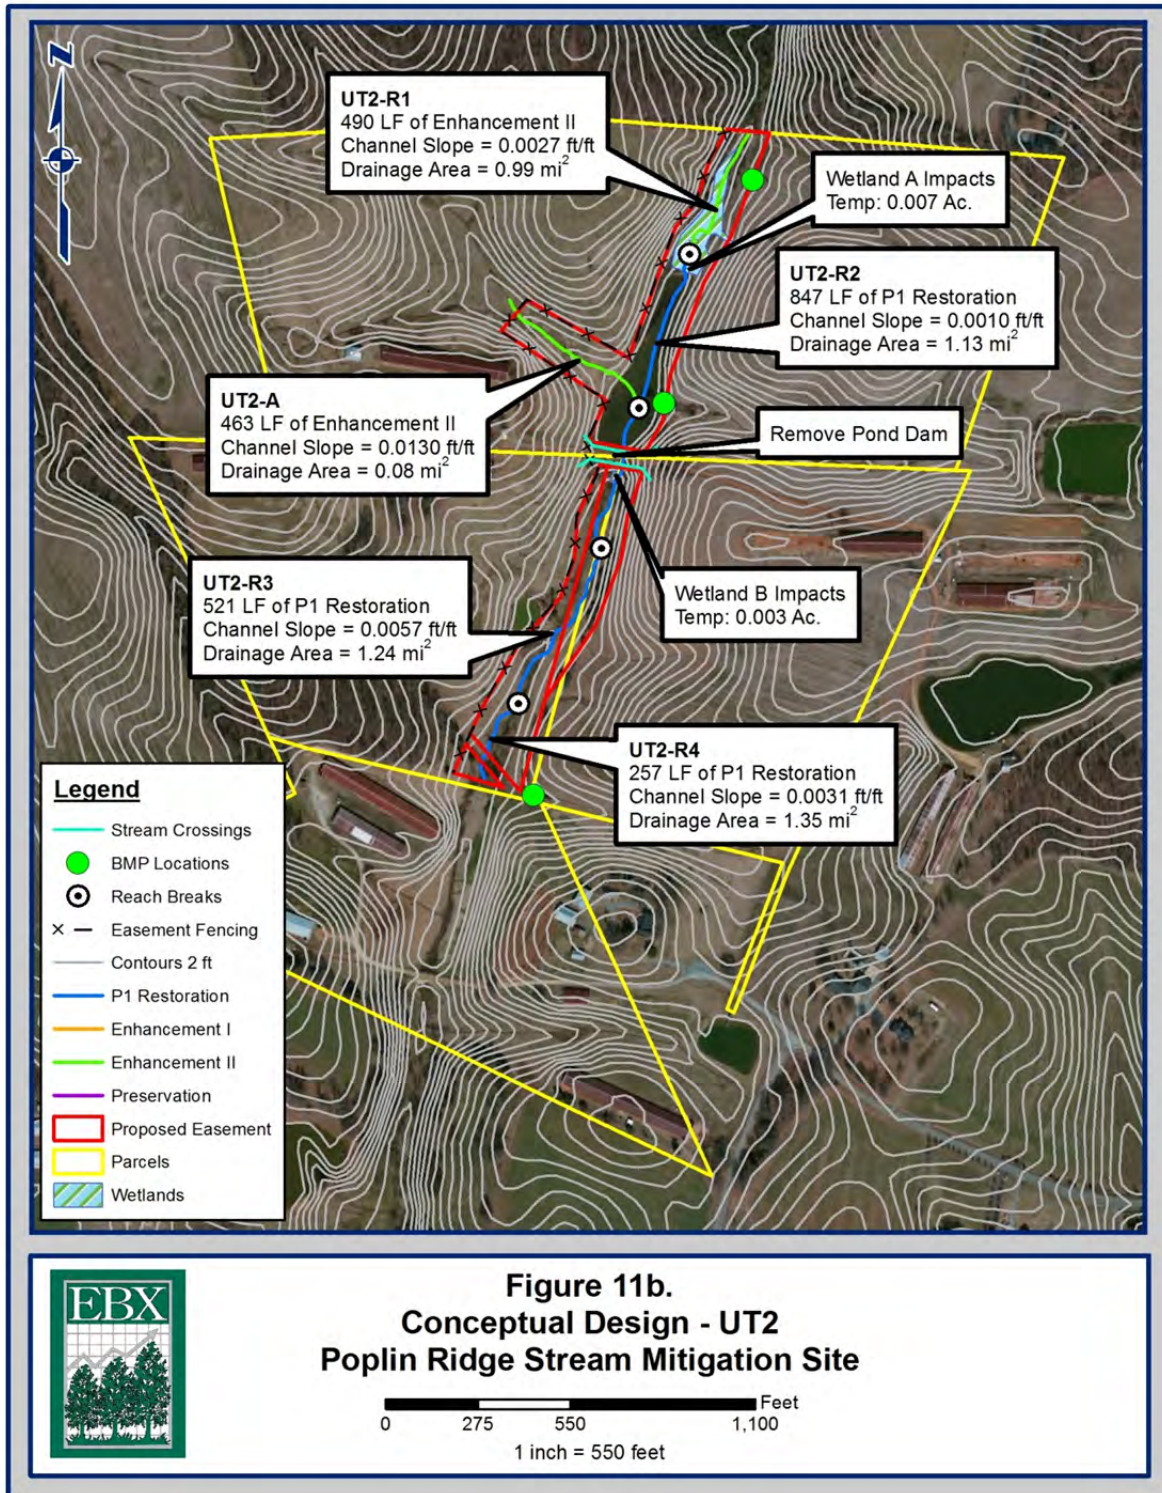 N
UT2-R1
490 LF of Enhancement II
Channel Slope = 0.0027 ft/ft
Drainage Area = 0.99 mi²
Wetland A Impacts
Temp: 0.007 Ac.
UT2-R2
847 LF of P1 Restoration
Channel Slope = 0.0010 ft/ft
Drainage Area = 1.13 mi²
UT2-A
463 LF of Enhancement II
Channel Slope = 0.0130 ft/ft
Drainage Area = 0.08 mi²
Remove Pond Dam
UT2-R3
521 LF of P1 Restoration
Channel Slope = 0.0057 ft/ft
Drainage Area = 1.24 mi²
Wetland B Impacts
Temp: 0.003 Ac.
UT2-R4
257 LF of P1 Restoration
Channel Slope = 0.0031 ft/ft
Drainage Area = 1.35 mi²
Legend
Stream Crossings
BMP Locations
Reach Breaks
Easement Fencing
Contours 2 ft
P1 Restoration
Enhancement I
Enhancement II
Preservation
Proposed Easement
Parcels
Wetlands
EBX
Figure 11b.
Conceptual Design - UT2
Poplin Ridge Stream Mitigation Site
Feet
0 275 550 1,100
1 inch = 550 feet